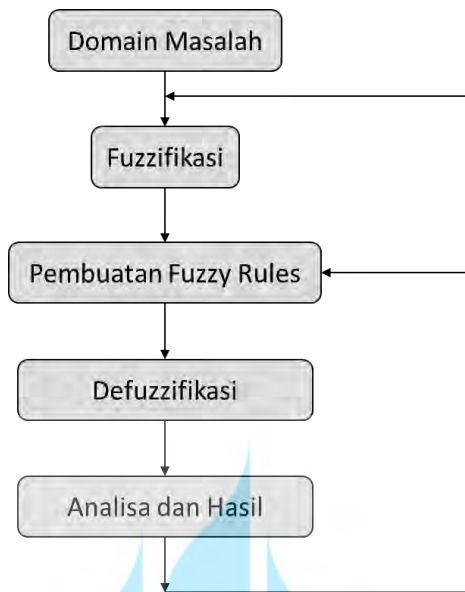 Domain Masalah
Fuzzifikasi
Pembuatan Fuzzy Rules
Defuzzifikasi
Analisa dan Hasil